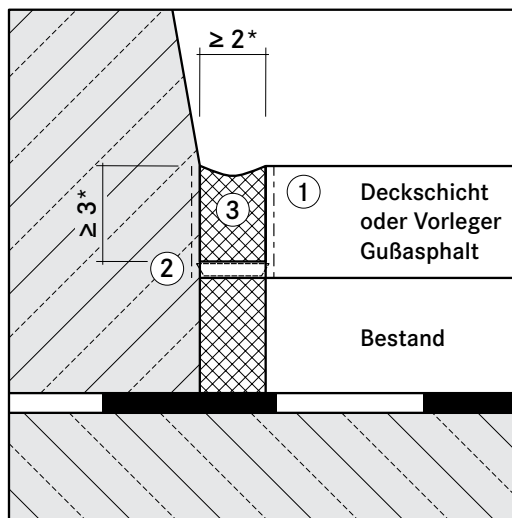 ≥ 2*
≥ 3*
1
Deckschicht
oder Vorleger
Gußasphalt
3
2
Bestand